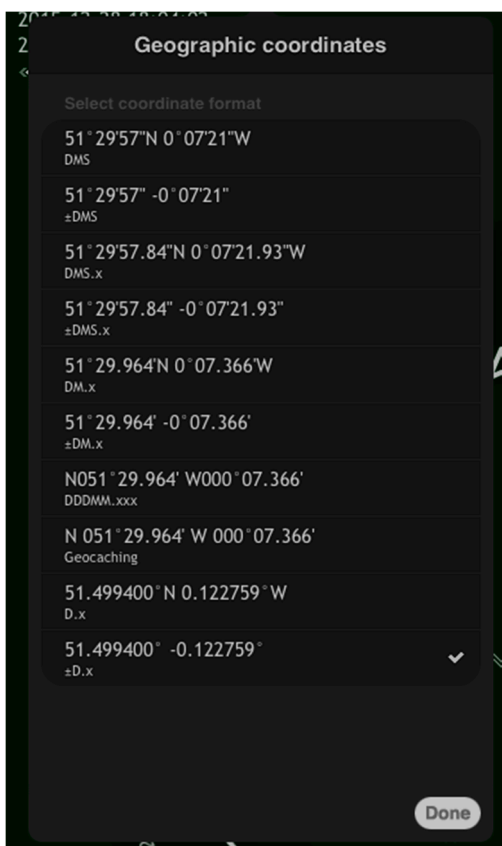 Geographic coordinates
Select coordinate format
51°29'57"N 0°07'21"W
DMS
51°29'57" -0°07'21"
±DMS
51°29'57.84"N 0°07'21.93"W
DMS.x
51°29'57.84" -0°07'21.93"
±DMS.x
51°29.964'N 0°07.366'W
DM.x
51°29.964' -0°07.366'
±DM.x
N051°29.964' W000°07.366'
DDDMM.xxx
N 051°29.964' W 000°07.366'
Geocaching
51.499400°N 0.122759°W
D.x
51.499400° -0.122759°
±D.x
Done